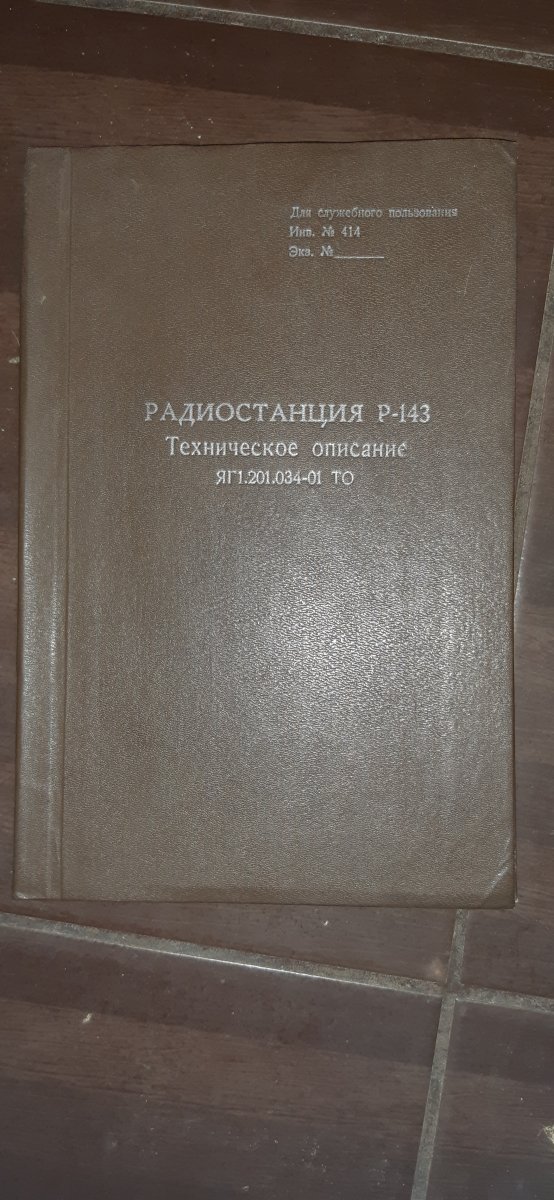 Для служебного пользования
Инв. № 414
Экз. №
РАДИОСТАНЦИЯ Р-143
Техническое описание
ЯГ1.201.034-01 ТО